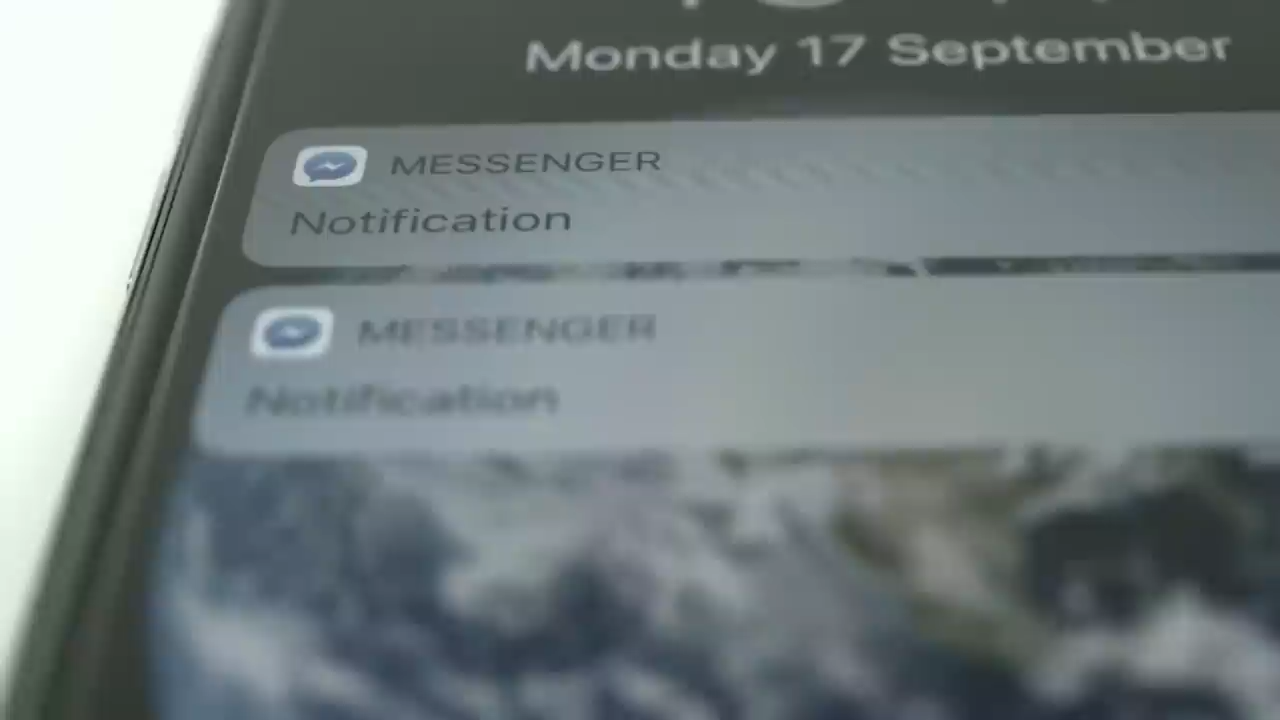 Monday 17 September
MESSENGER
Notification
MESSENGER
Notification